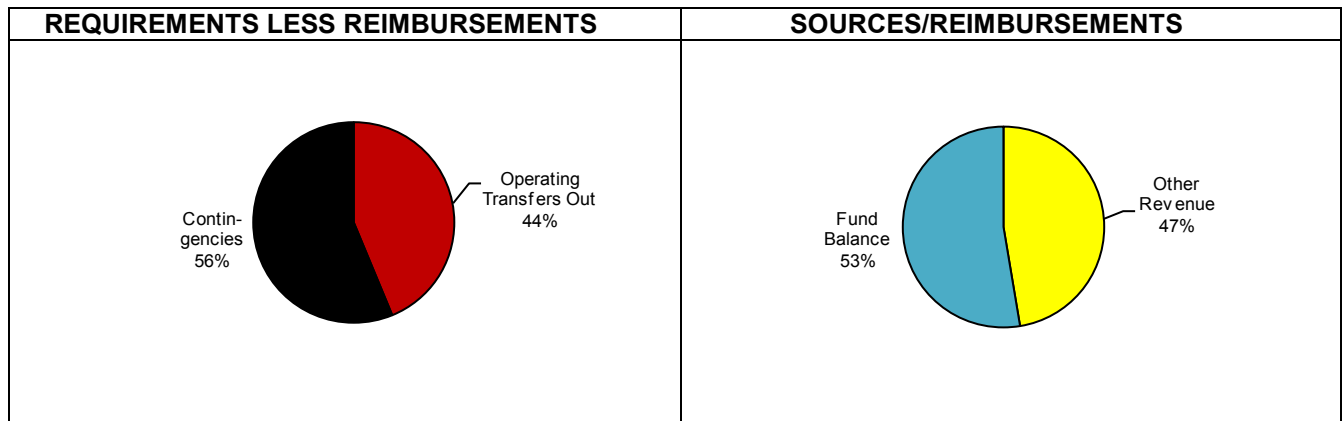 REQUIREMENTS LESS REIMBURSEMENTS
SOURCES/REIMBURSEMENTS
Operating
Transfers Out
44%
Contin-
gencies
56%
Other
Revenue
47%
Fund
Balance
53%